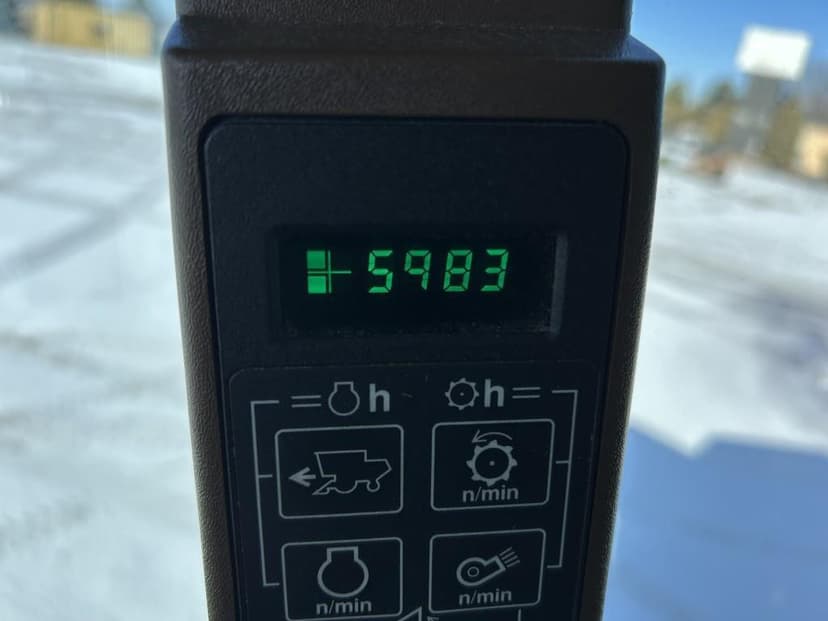 5983
= h h =
n/min
n/min n/min